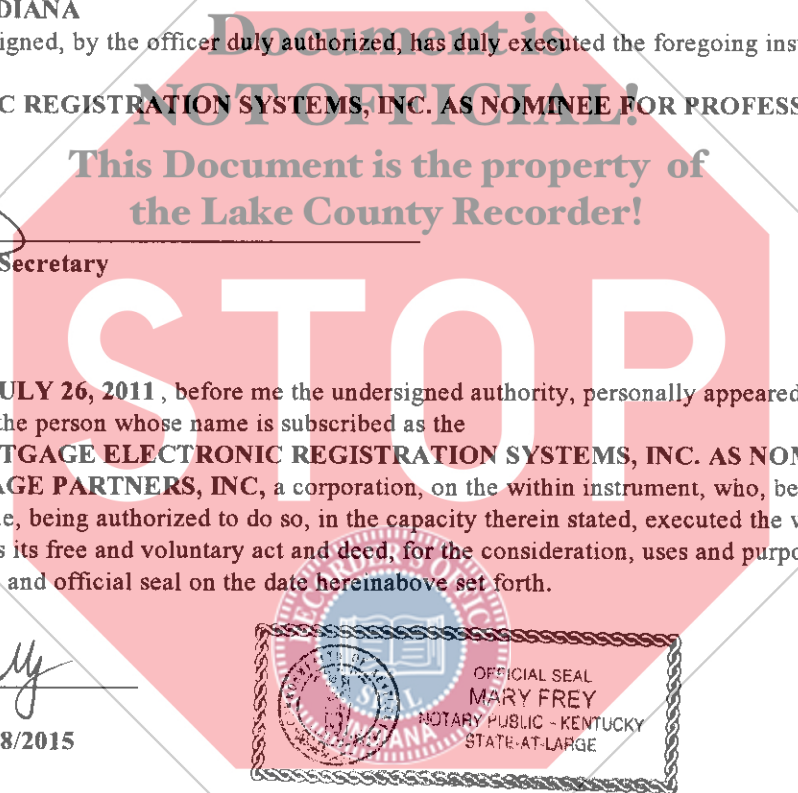 DIANA
Document is
igned, by the officer duly authorized, has duly executed the foregoing ins
NOT OFFICIAL!
C REGISTRATION SYSTEMS, INC. AS NOMINEE FOR PROFESS
This Document is the property of
the Lake County Recorder!
Secretary
STOP
ULY 26, 2011, before me the undersigned authority, personally appeared
the person whose name is subscribed as the
TGAGE ELECTRONIC REGISTRATION SYSTEMS, INC. AS NOM
AGE PARTNERS, INC, a corporation, on the within instrument, who, be
e, being authorized to do so, in the capacity therein stated, executed the v
s its free and voluntary act and deed, for the consideration, uses and purpo
and official seal on the date hereinabove set forth.
RECORDER'S OFFIC
SEAL
INDIANA
OFFICIAL SEAL
MARY FREY
NOTARY PUBLIC - KENTUCKY
STATE-AT-LARGE
8/2015